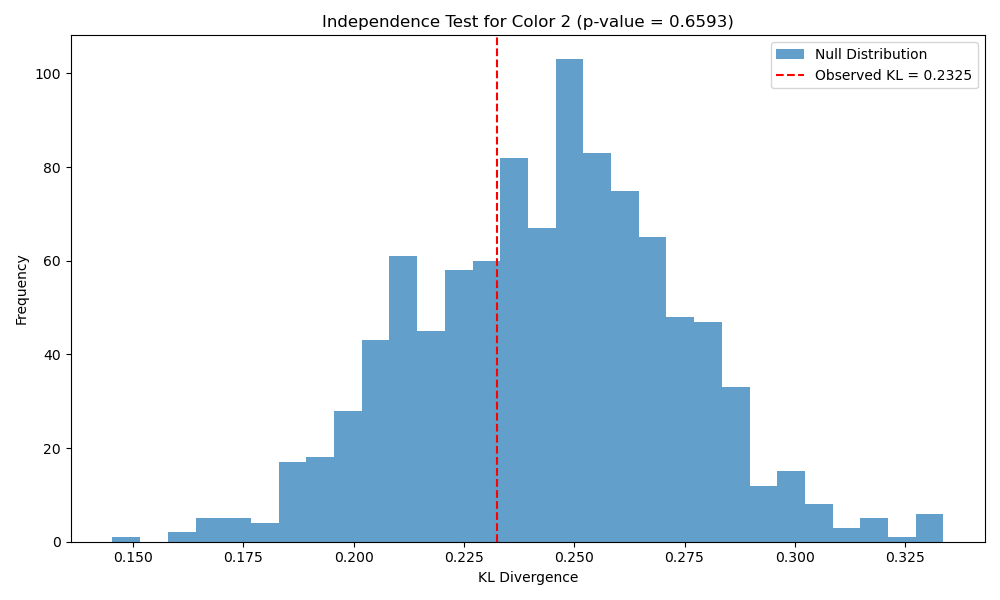 Independence Test for Color 2 (p-value = 0.6593)
Null Distribution
Observed KL = 0.2325
100
80
60
40
20
0
Frequency
0.150 0.175 0.200 0.225 0.250 0.275 0.300 0.325
KL Divergence